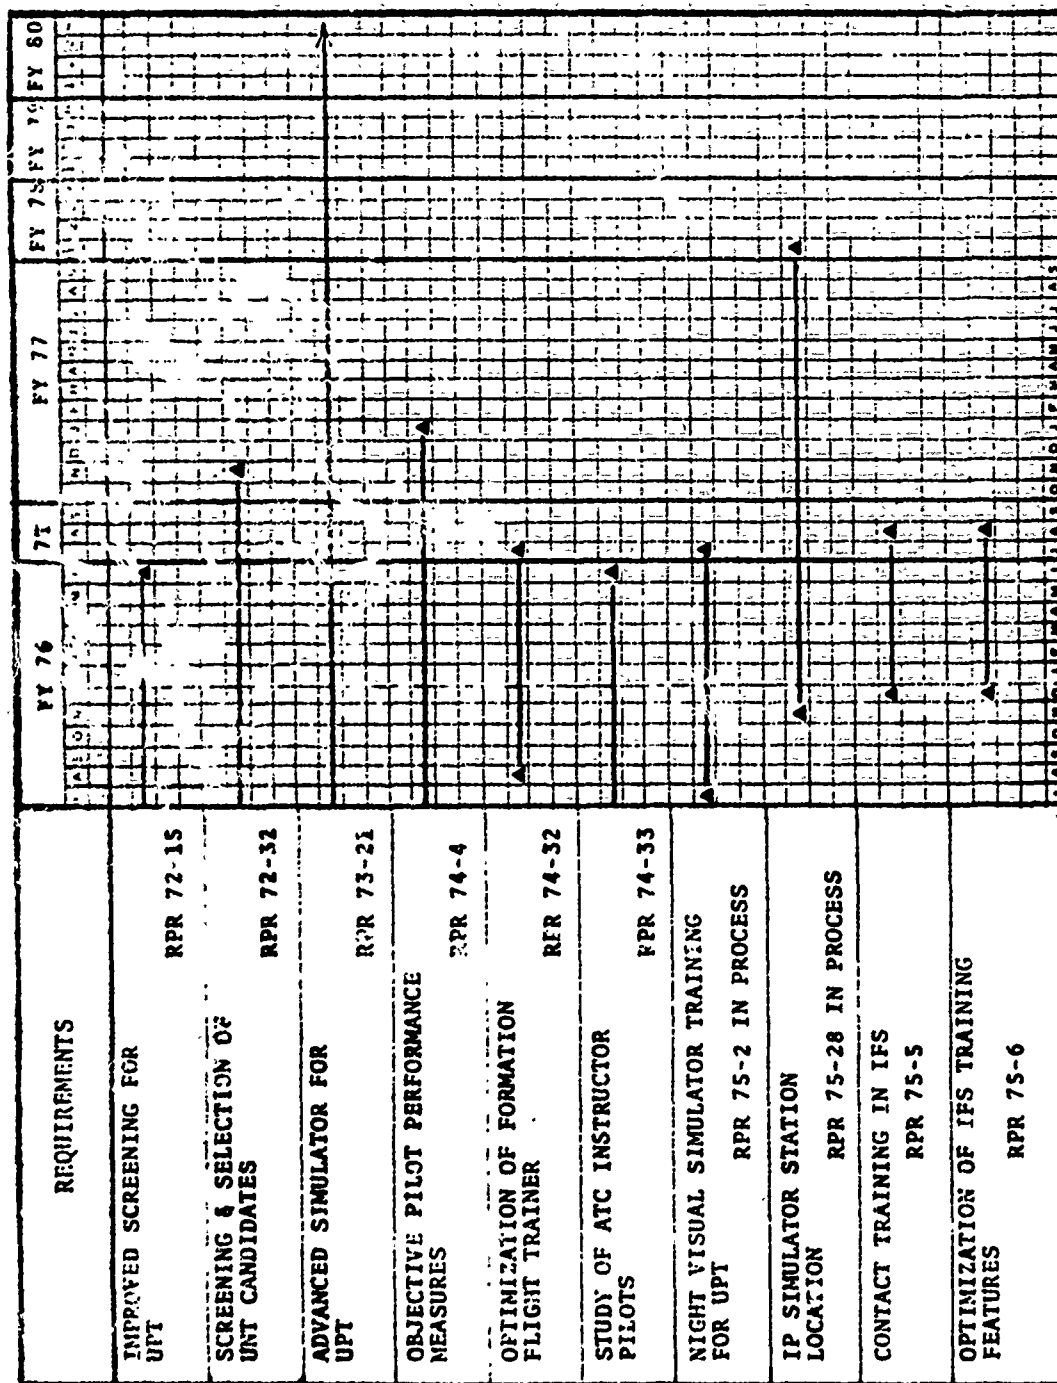 REQUIREMENTS
FY 76
7T
FY 77
FY 78
FY 79
FY 80
IMPROVED SCREENING FOR
UPT
RPR 72-15
SCREENING & SELECTION OF
UNT CANDIDATES
RPR 72-32
ADVANCED SIMULATOR FOR
UPT
RPR 73-21
OBJECTIVE PILOT PERFORMANCE
MEASURES
RPR 74-4
OPTIMIZATION OF FORMATION
FLIGHT TRAINER
RPR 74-32
STUDY OF ATC INSTRUCTOR
PILOTS
RPR 74-33
NIGHT VISUAL SIMULATOR TRAINING
FOR UPT
RPR 75-2 IN PROCESS
IP SIMULATOR STATION
LOCATION
RPR 75-28 IN PROCESS
CONTACT TRAINING IN IFS
RPR 75-5
OPTIMIZATION OF IFS TRAINING
FEATURES
RPR 75-6